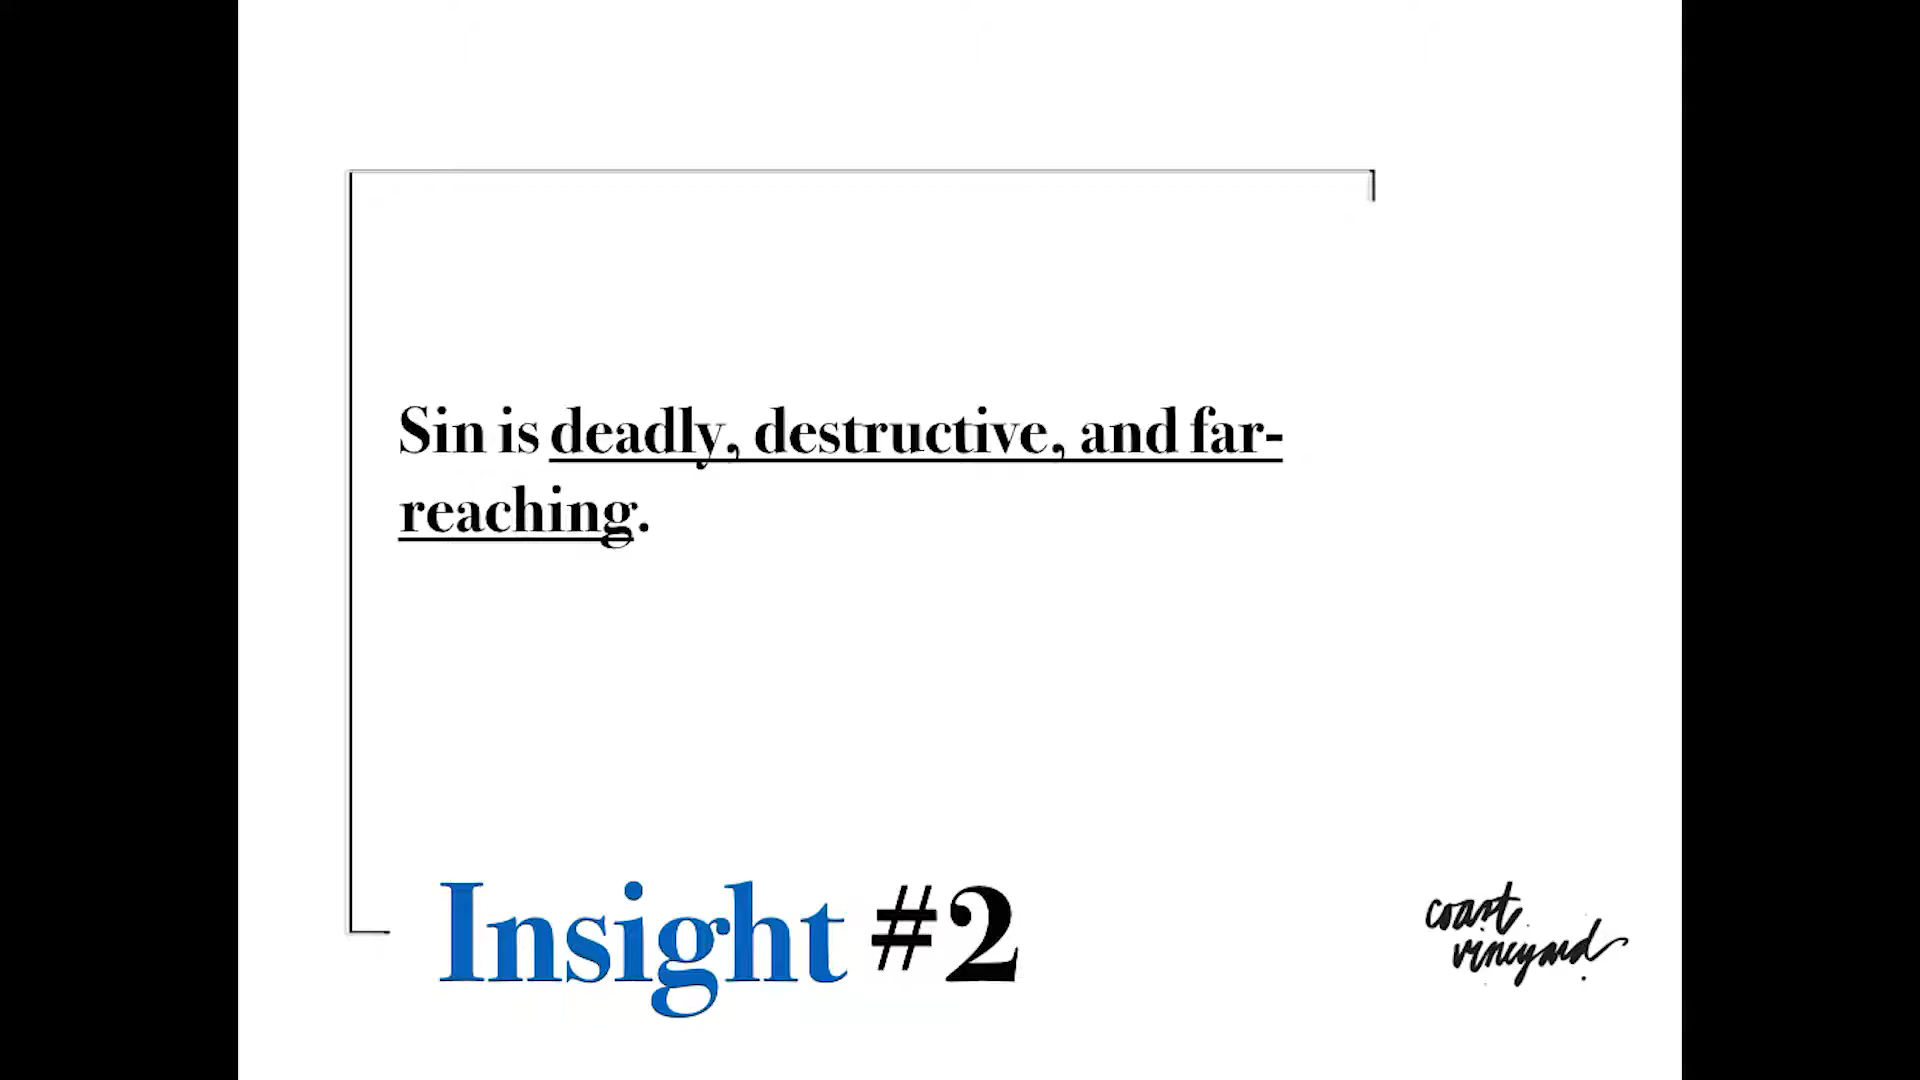 Sin is deadly, destructive, and far-
reaching.
Insight #2
coast
vineyard